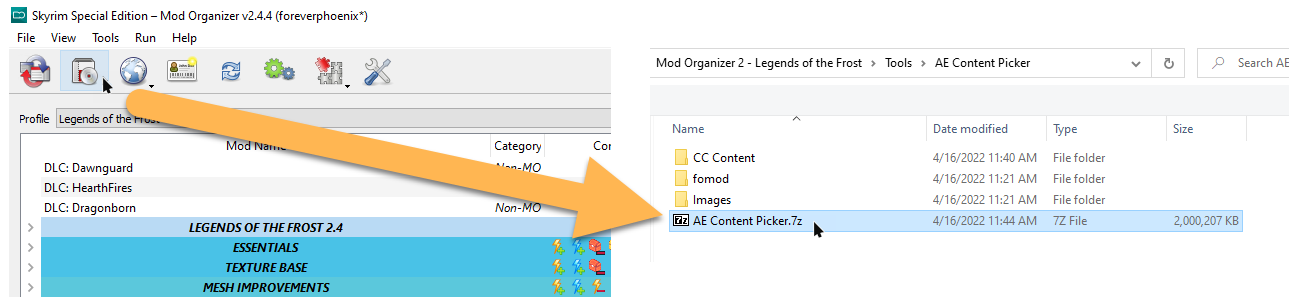 Skyrim Special Edition – Mod Organizer v2.4.4 (foreverphoenix*)
File View Tools Run Help
Profile Legends of the Frost
Mod Name Category Cor
DLC: Dawnguard Non-MO
DLC: HearthFires
DLC: Dragonborn Non-MO
LEGENDS OF THE FROST 2.4
ESSENTIALS
TEXTURE BASE
MESH IMPROVEMENTS
Mod Organizer 2 - Legends of the Frost > Tools > AE Content Picker Search AE
Name Date modified Type Size
CC Content 4/16/2022 11:40 AM File folder
fomod 4/16/2022 11:21 AM File folder
Images 4/16/2022 11:21 AM File folder
7z AE Content Picker.7z 4/16/2022 11:44 AM 7Z File 2,000,207 KB